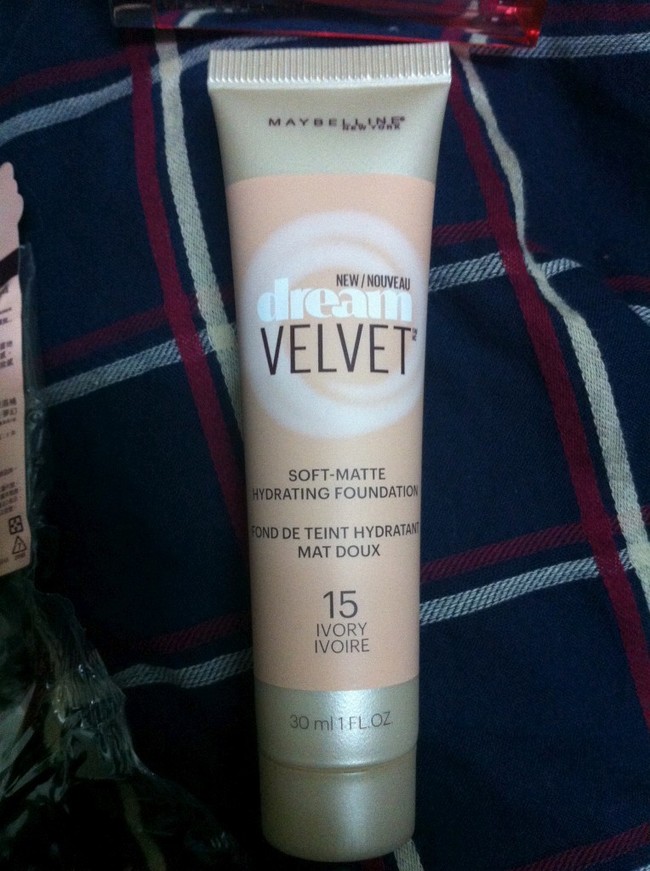 MAYBELLINE®
NEW YORK
NEW / NOUVEAU
dream
VELVET™
SOFT-MATTE
HYDRATING FOUNDATION
FOND DE TEINT HYDRATANT
MAT DOUX
15
IVORY
IVOIRE
30 ml 1 FL.OZ.